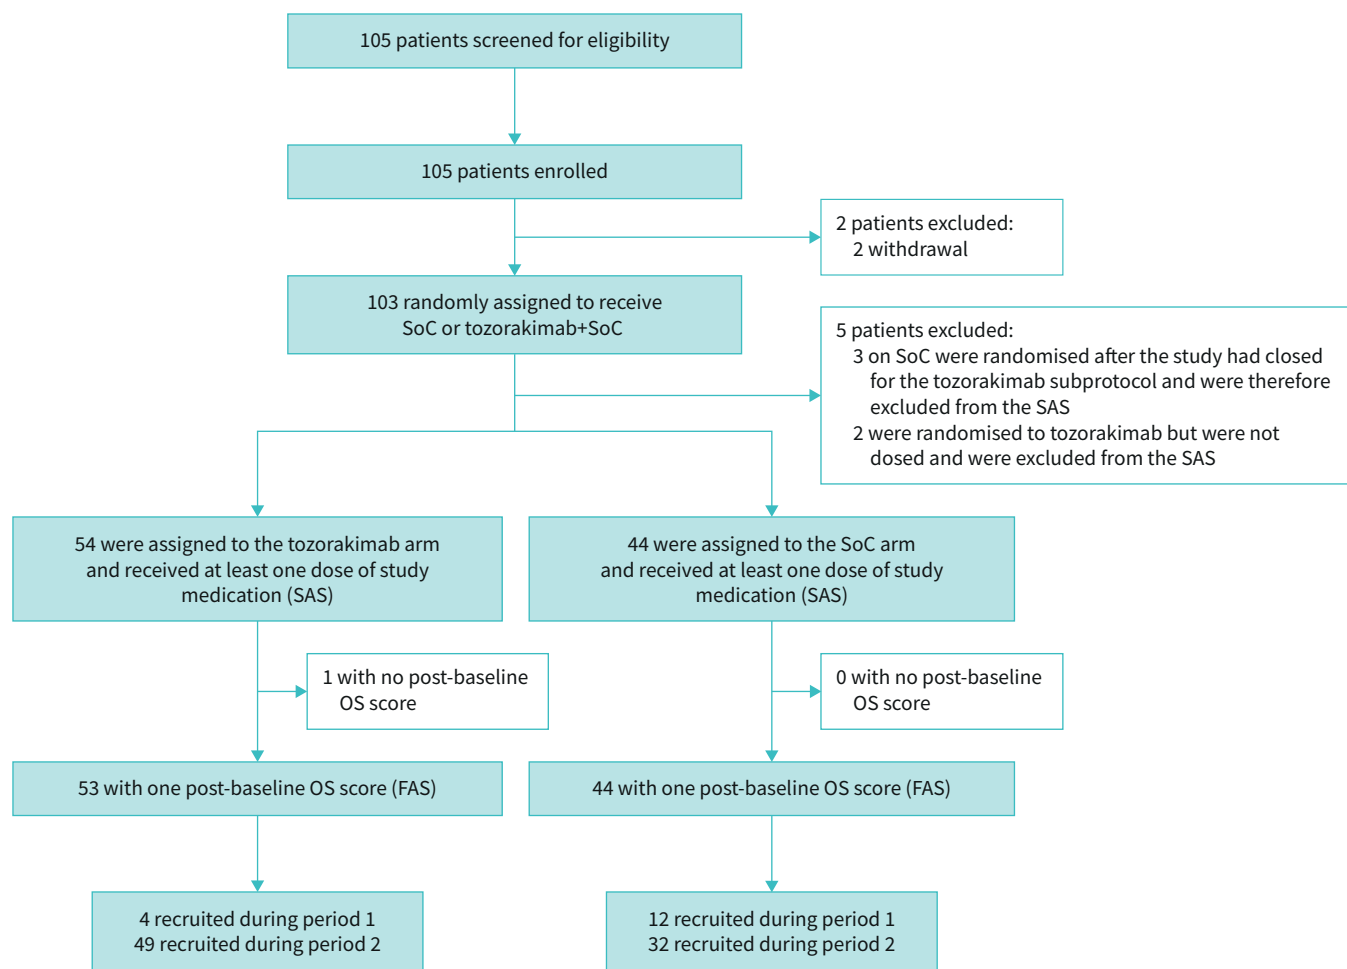 105 patients screened for eligibility
105 patients enrolled
2 patients excluded:
2 withdrawal
103 randomly assigned to receive
SoC or tozorakimab+SoC
5 patients excluded:
3 on SoC were randomised after the study had closed
for the tozorakimab subprotocol and were therefore
excluded from the SAS
2 were randomised to tozorakimab but were not
dosed and were excluded from the SAS
54 were assigned to the tozorakimab arm
and received at least one dose of study
medication (SAS)
44 were assigned to the SoC arm
and received at least one dose of study
medication (SAS)
1 with no post-baseline
OS score
0 with no post-baseline
OS score
53 with one post-baseline OS score (FAS)
44 with one post-baseline OS score (FAS)
4 recruited during period 1
49 recruited during period 2
12 recruited during period 1
32 recruited during period 2